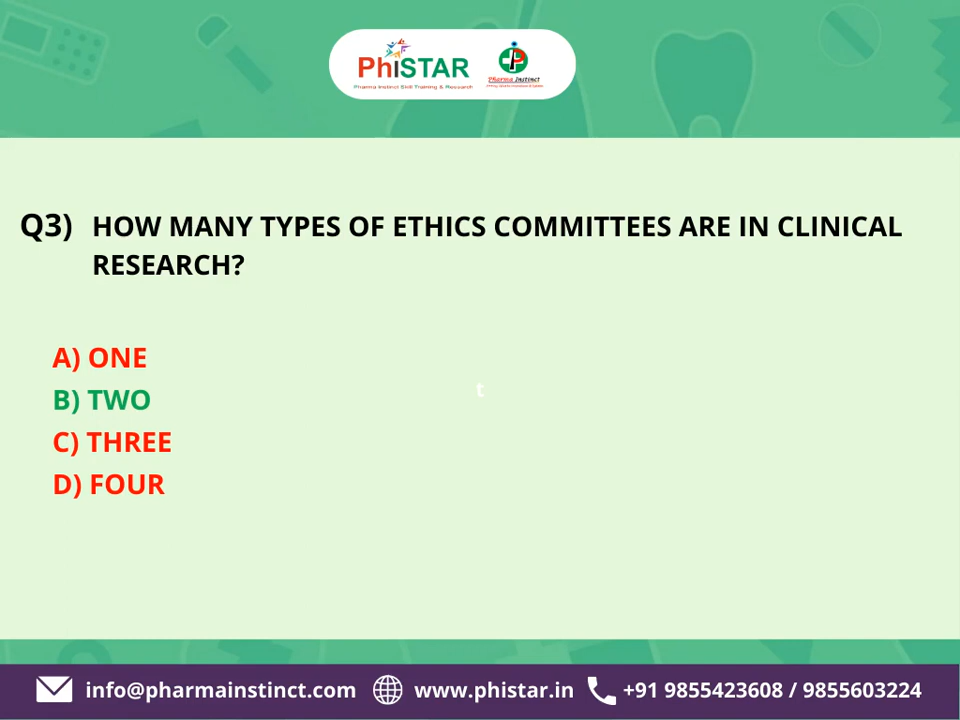 PhiSTAR
Pharma Instinct Skill Training & Research
Pharma Instinct
Q3) HOW MANY TYPES OF ETHICS COMMITTEES ARE IN CLINICAL
RESEARCH?
A) ONE
t
B) TWO
C) THREE
D) FOUR
info@pharmainstinct.com www.phistar.in +91 9855423608 / 9855603224